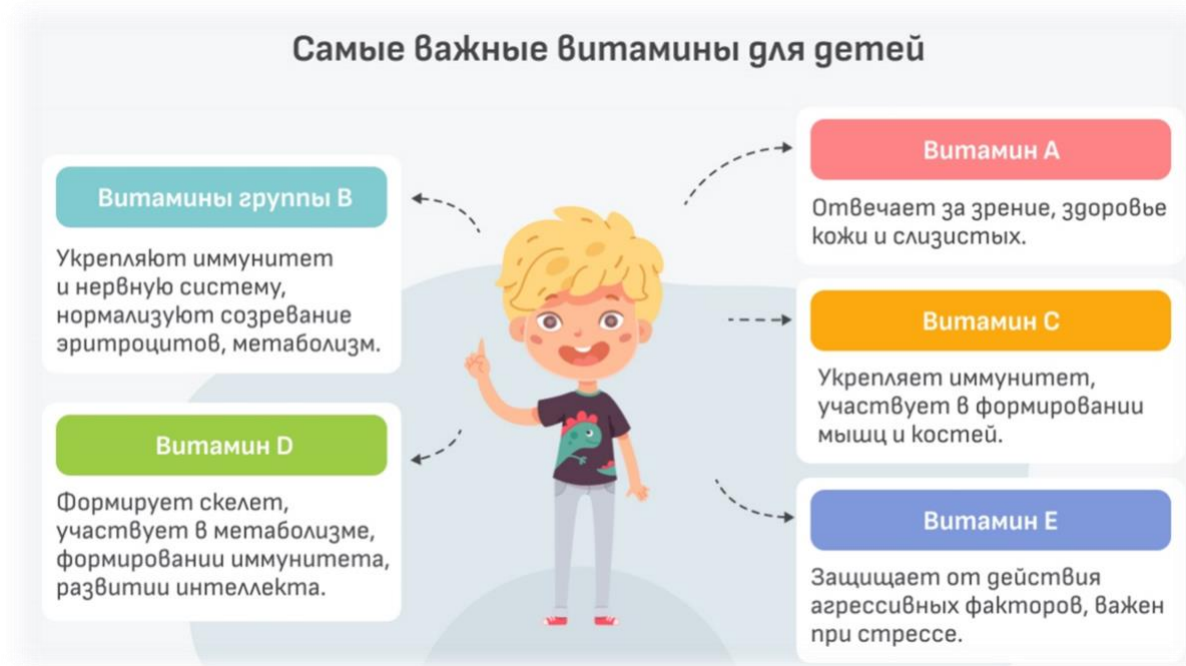 Самые важные витамины для детей
Витамины группы B
Укрепляют иммунитет
и нервную систему,
нормализуют созревание
эритроцитов, метаболизм.
Витамин D
Формирует скелет,
участвует в метаболизме,
формировании иммунитета,
развитии интеллекта.
Витамин A
Отвечает за зрение, здоровье
кожи и слизистых.
Витамин C
Укрепляет иммунитет,
участвует в формировании
мышц и костей.
Витамин E
Защищает от действия
агрессивных факторов, важен
при стрессе.